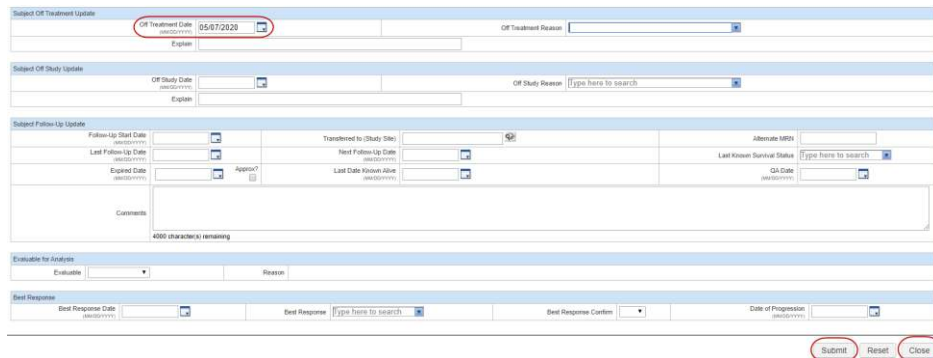 Subject Off Treatment Update
Off Treatment Date (MM/DD/YYYY) 05/07/2020 Off Treatment Reason
Explain
Subject Off Study Update
Off Study Date (MM/DD/YYYY) Off Study Reason Type here to search
Explain
Subject Follow-Up Update
Follow-Up Start Date (MM/DD/YYYY) Transferred to (Study Site) Alternate MRN
Last Follow-Up Date (MM/DD/YYYY) Next Follow-Up Date (MM/DD/YYYY) Last Known Survival Status Type here to search
Expired Date (MM/DD/YYYY) Approx? Last Date Known Alive (MM/DD/YYYY) QA Date (MM/DD/YYYY)
Comments
4000 character(s) remaining
Evaluable for Analysis
Evaluable Reason
Best Response
Best Response Date (MM/DD/YYYY) Best Response Type here to search Best Response Confirm Date of Progression (MM/DD/YYYY)
Submit Reset Close